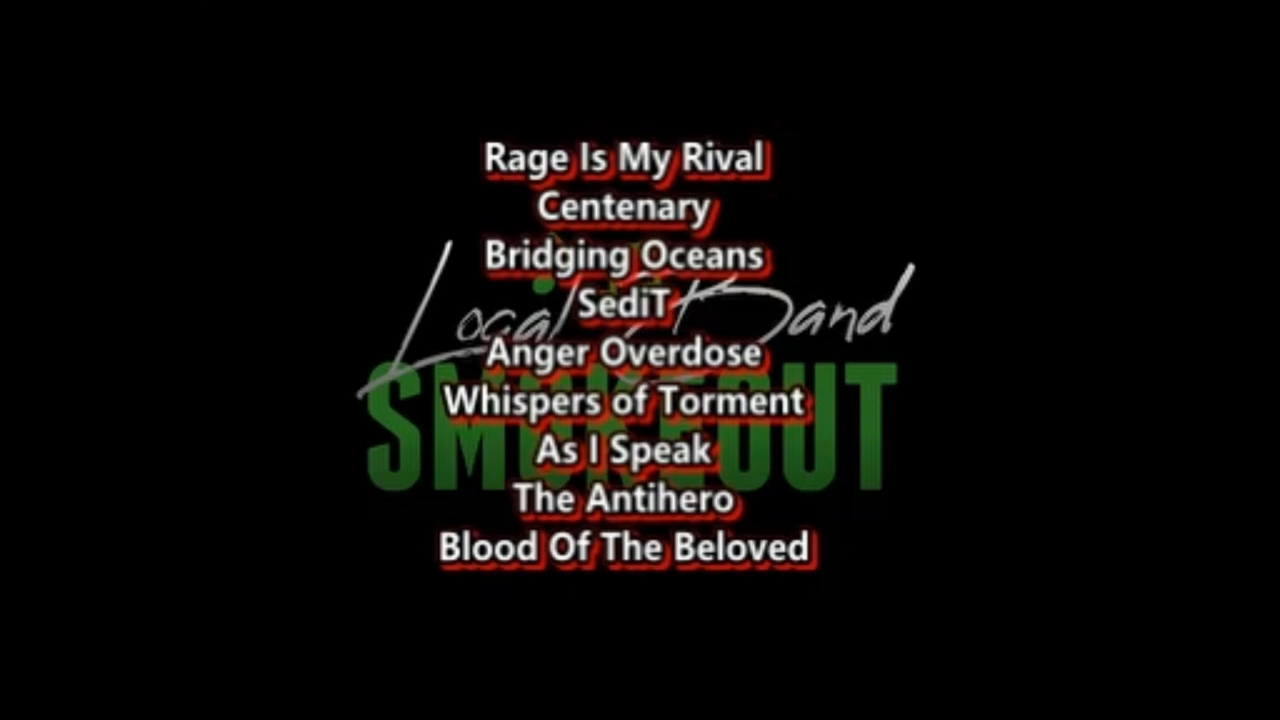 Rage Is My Rival
Centenary
Bridging Oceans
SediT
Local Band
Anger Overdose
SMOKEOUT
Whispers of Torment
As I Speak
The Antihero
Blood Of The Beloved